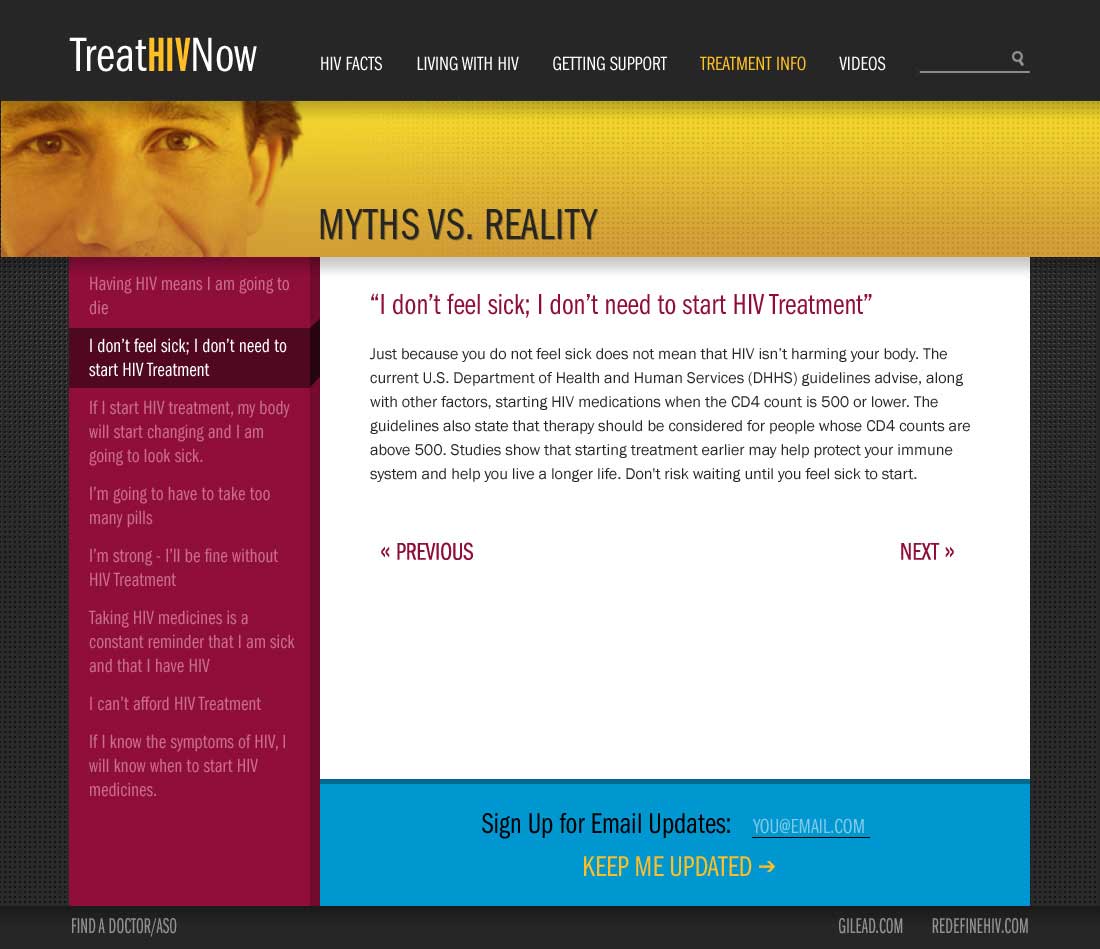 TreatHIVNow
HIV FACTS LIVING WITH HIV GETTING SUPPORT TREATMENT INFO VIDEOS
MYTHS VS. REALITY
Having HIV means I am going to
die
I don’t feel sick; I don’t need to
start HIV Treatment
If I start HIV treatment, my body
will start changing and I am
going to look sick.
I’m going to have to take too
many pills
I’m strong - I’ll be fine without
HIV Treatment
Taking HIV medicines is a
constant reminder that I am sick
and that I have HIV
I can’t afford HIV Treatment
If I know the symptoms of HIV, I
will know when to start HIV
medicines.
“I don’t feel sick; I don’t need to start HIV Treatment”
Just because you do not feel sick does not mean that HIV isn’t harming your body. The
current U.S. Department of Health and Human Services (DHHS) guidelines advise, along
with other factors, starting HIV medications when the CD4 count is 500 or lower. The
guidelines also state that therapy should be considered for people whose CD4 counts are
above 500. Studies show that starting treatment earlier may help protect your immune
system and help you live a longer life. Don't risk waiting until you feel sick to start.
« PREVIOUS NEXT »
Sign Up for Email Updates: YOU@EMAIL.COM
KEEP ME UPDATED ➔
FIND A DOCTOR/ASO GILEAD.COM REDEFINEHIV.COM